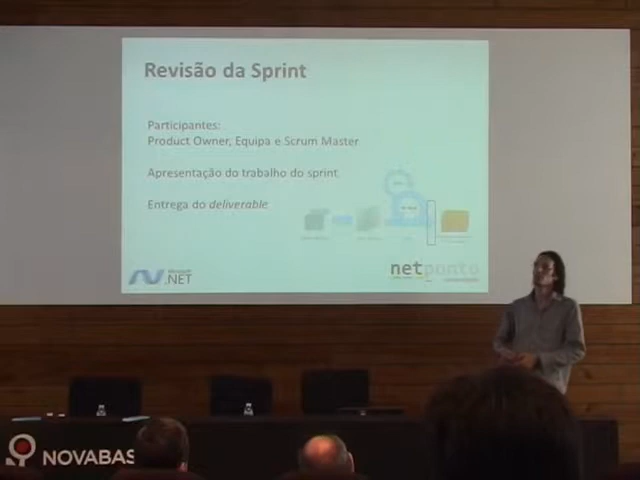 Revisão da Sprint
Participantes:
Product Owner, Equipa e Scrum Master
Apresentação do trabalho do sprint
Entrega do deliverable
Microsoft
.NET
netponto
NOVABAS